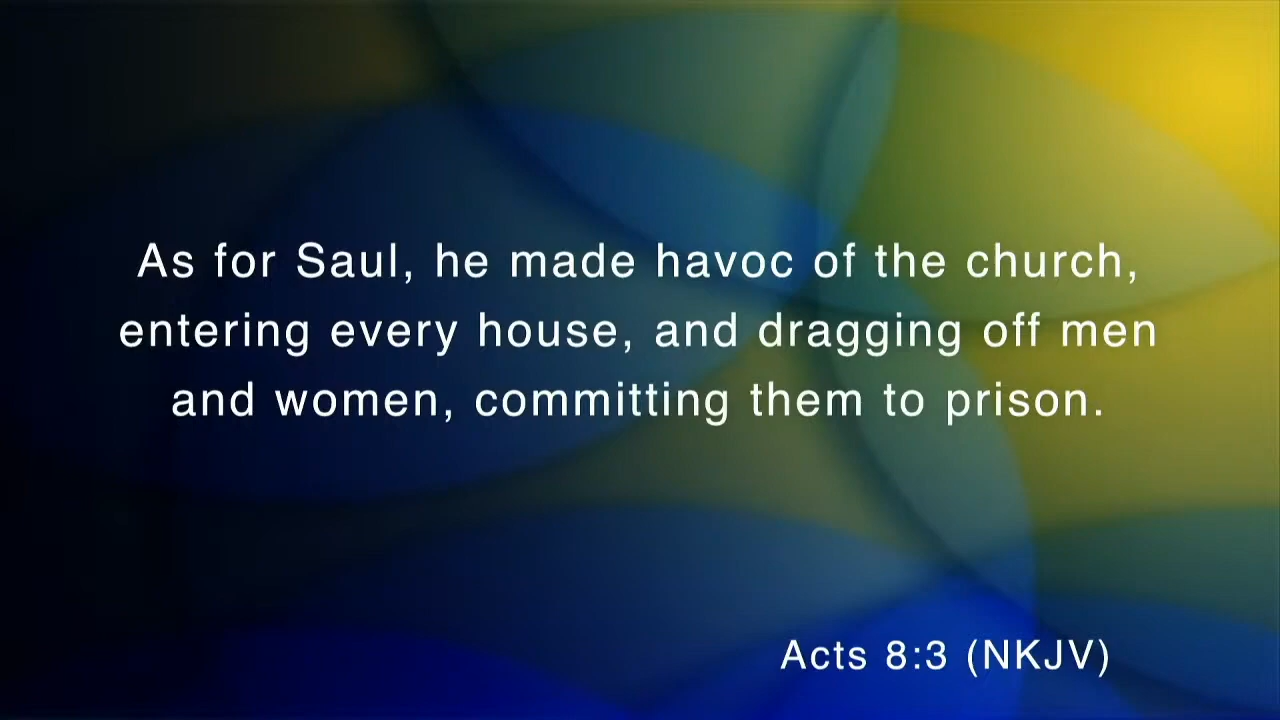 As for Saul, he made havoc of the church,
entering every house, and dragging off men
and women, committing them to prison.
Acts 8:3 (NKJV)